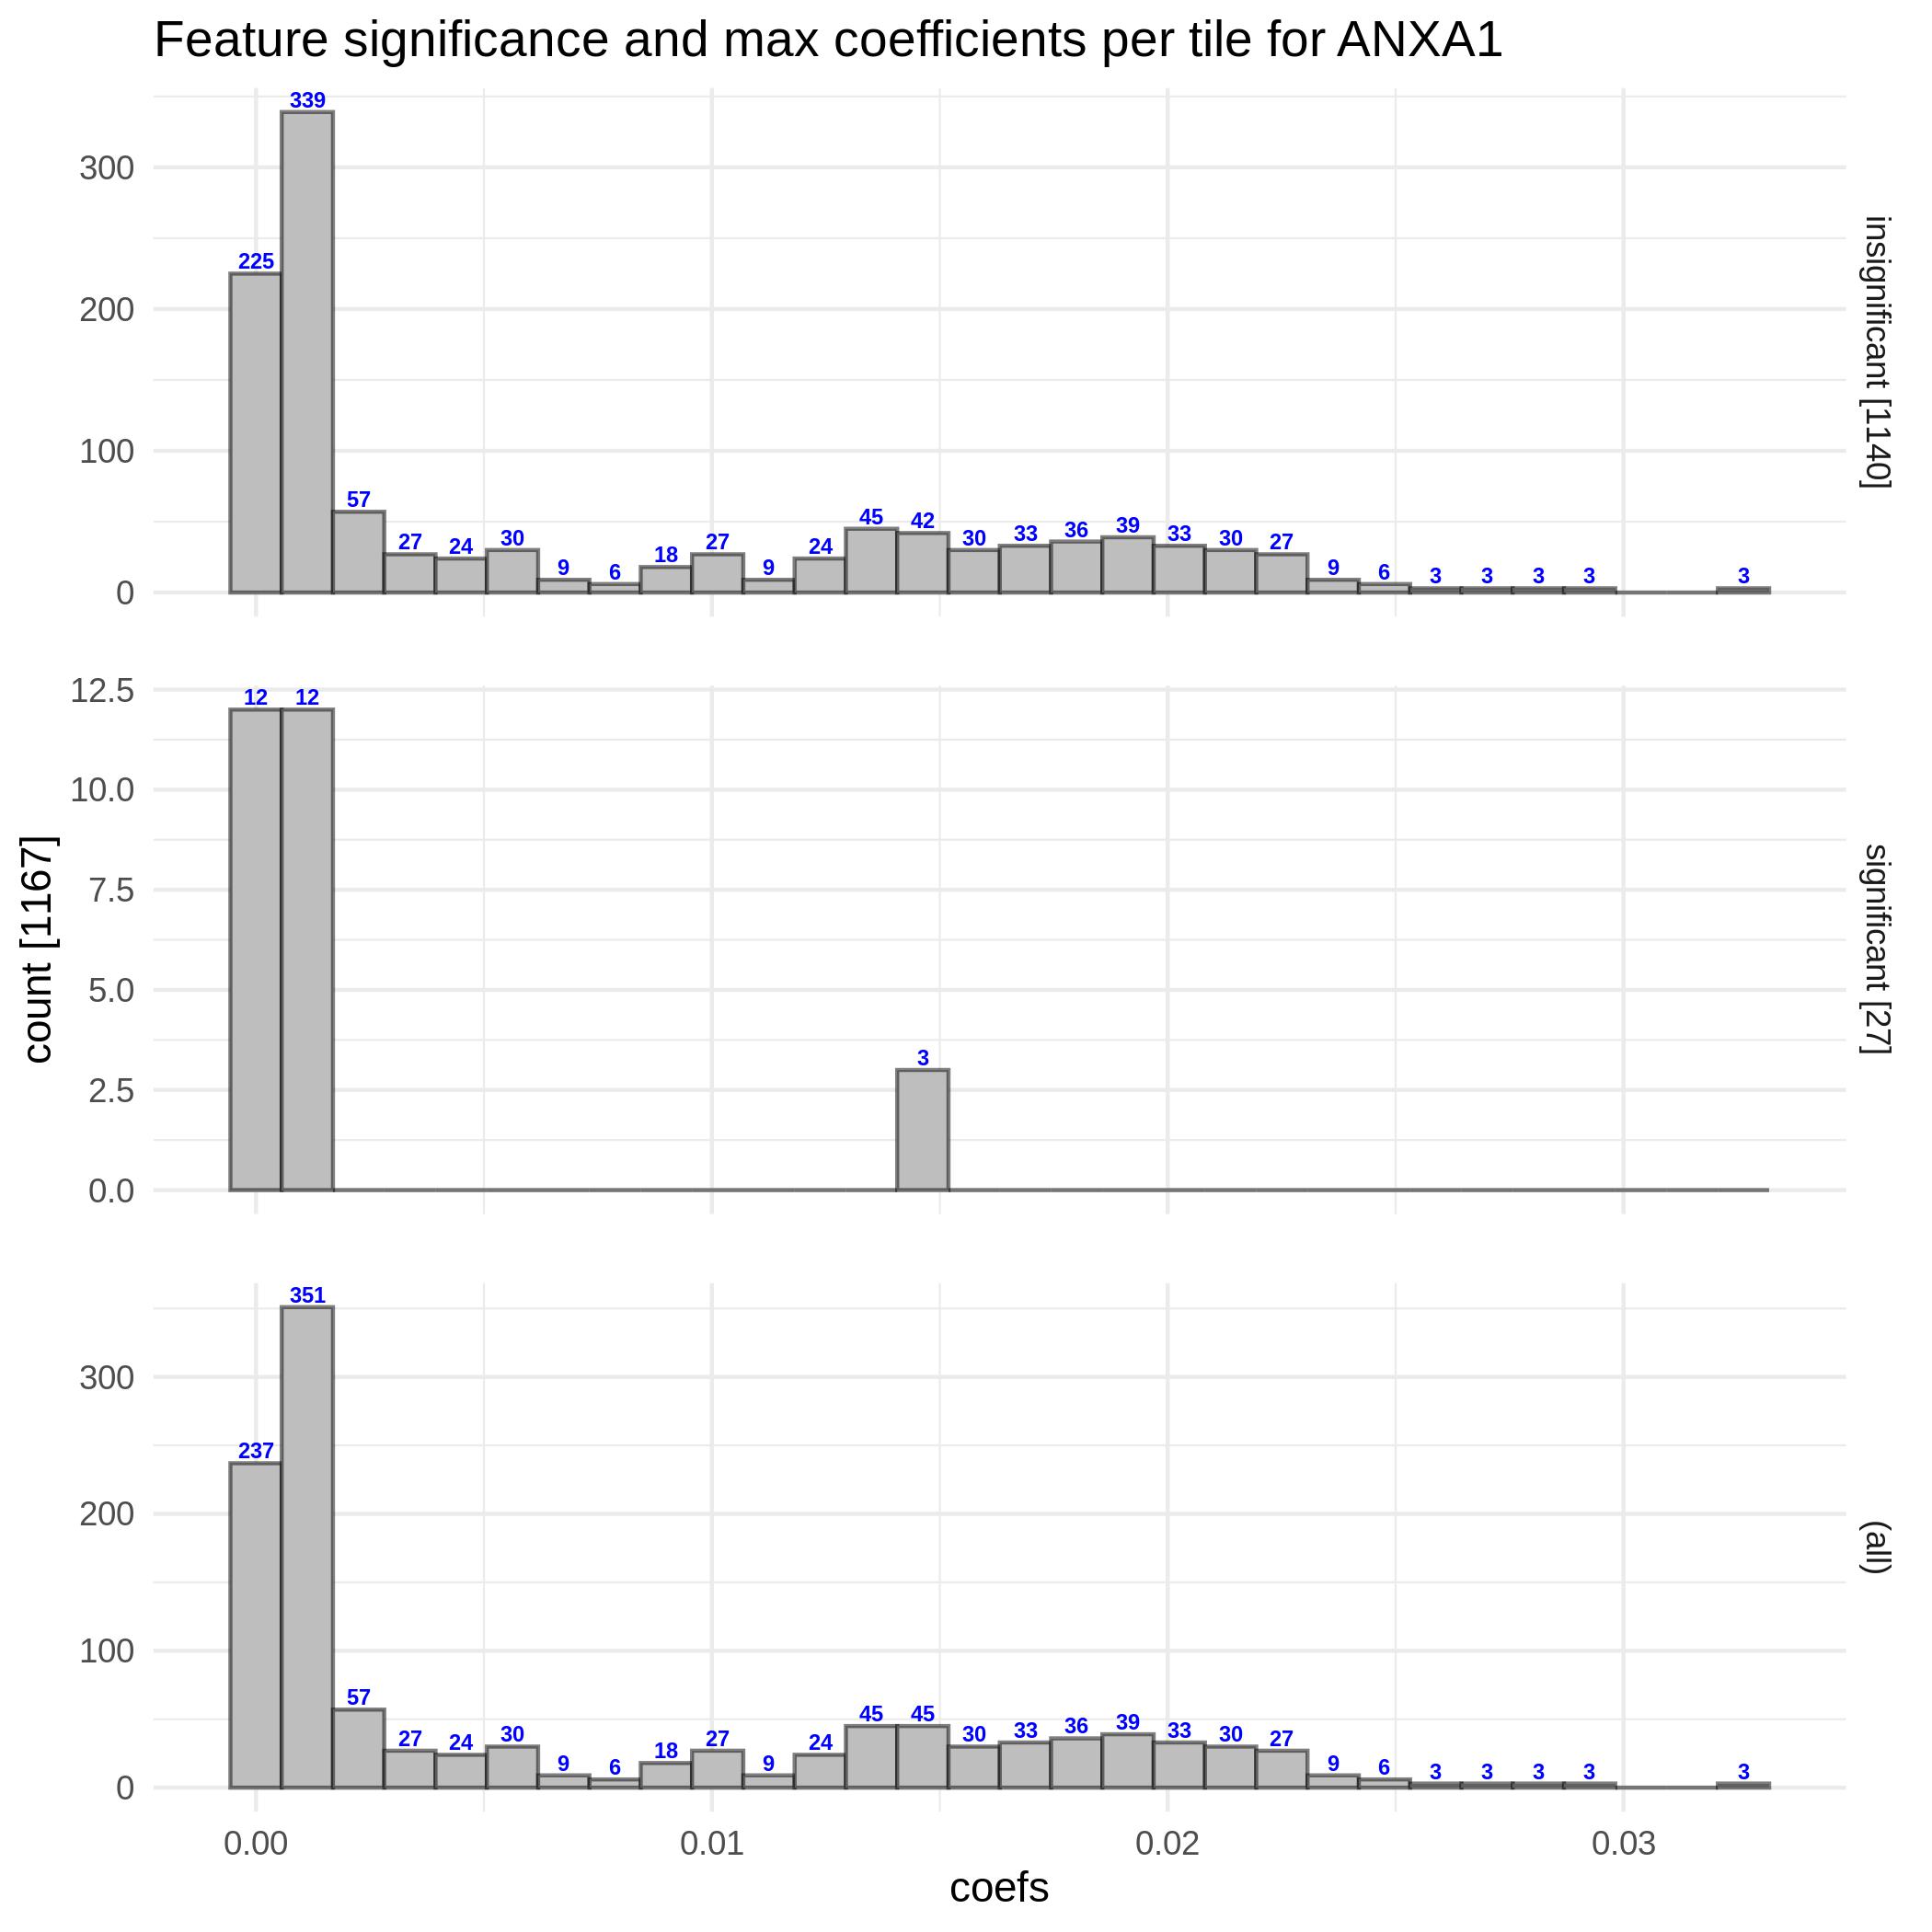 Feature significance and max coefficients per tile for ANXA1
339
300
225
200
insignificant [1140]
100
57 27 24 30 9 6 18 27 9 24 45 42 30 33 36 39 33 30 27 9 6 3 3 3 3 3
0
12.5
12 12
10.0
7.5
count [1167]
significant [27]
5.0
3
2.5
0.0
351
300
237
200
(all)
100
57 27 24 30 9 6 18 27 9 24 45 45 30 33 36 39 33 30 27 9 6 3 3 3 3 3
0
0.00 0.01 0.02 0.03
coefs